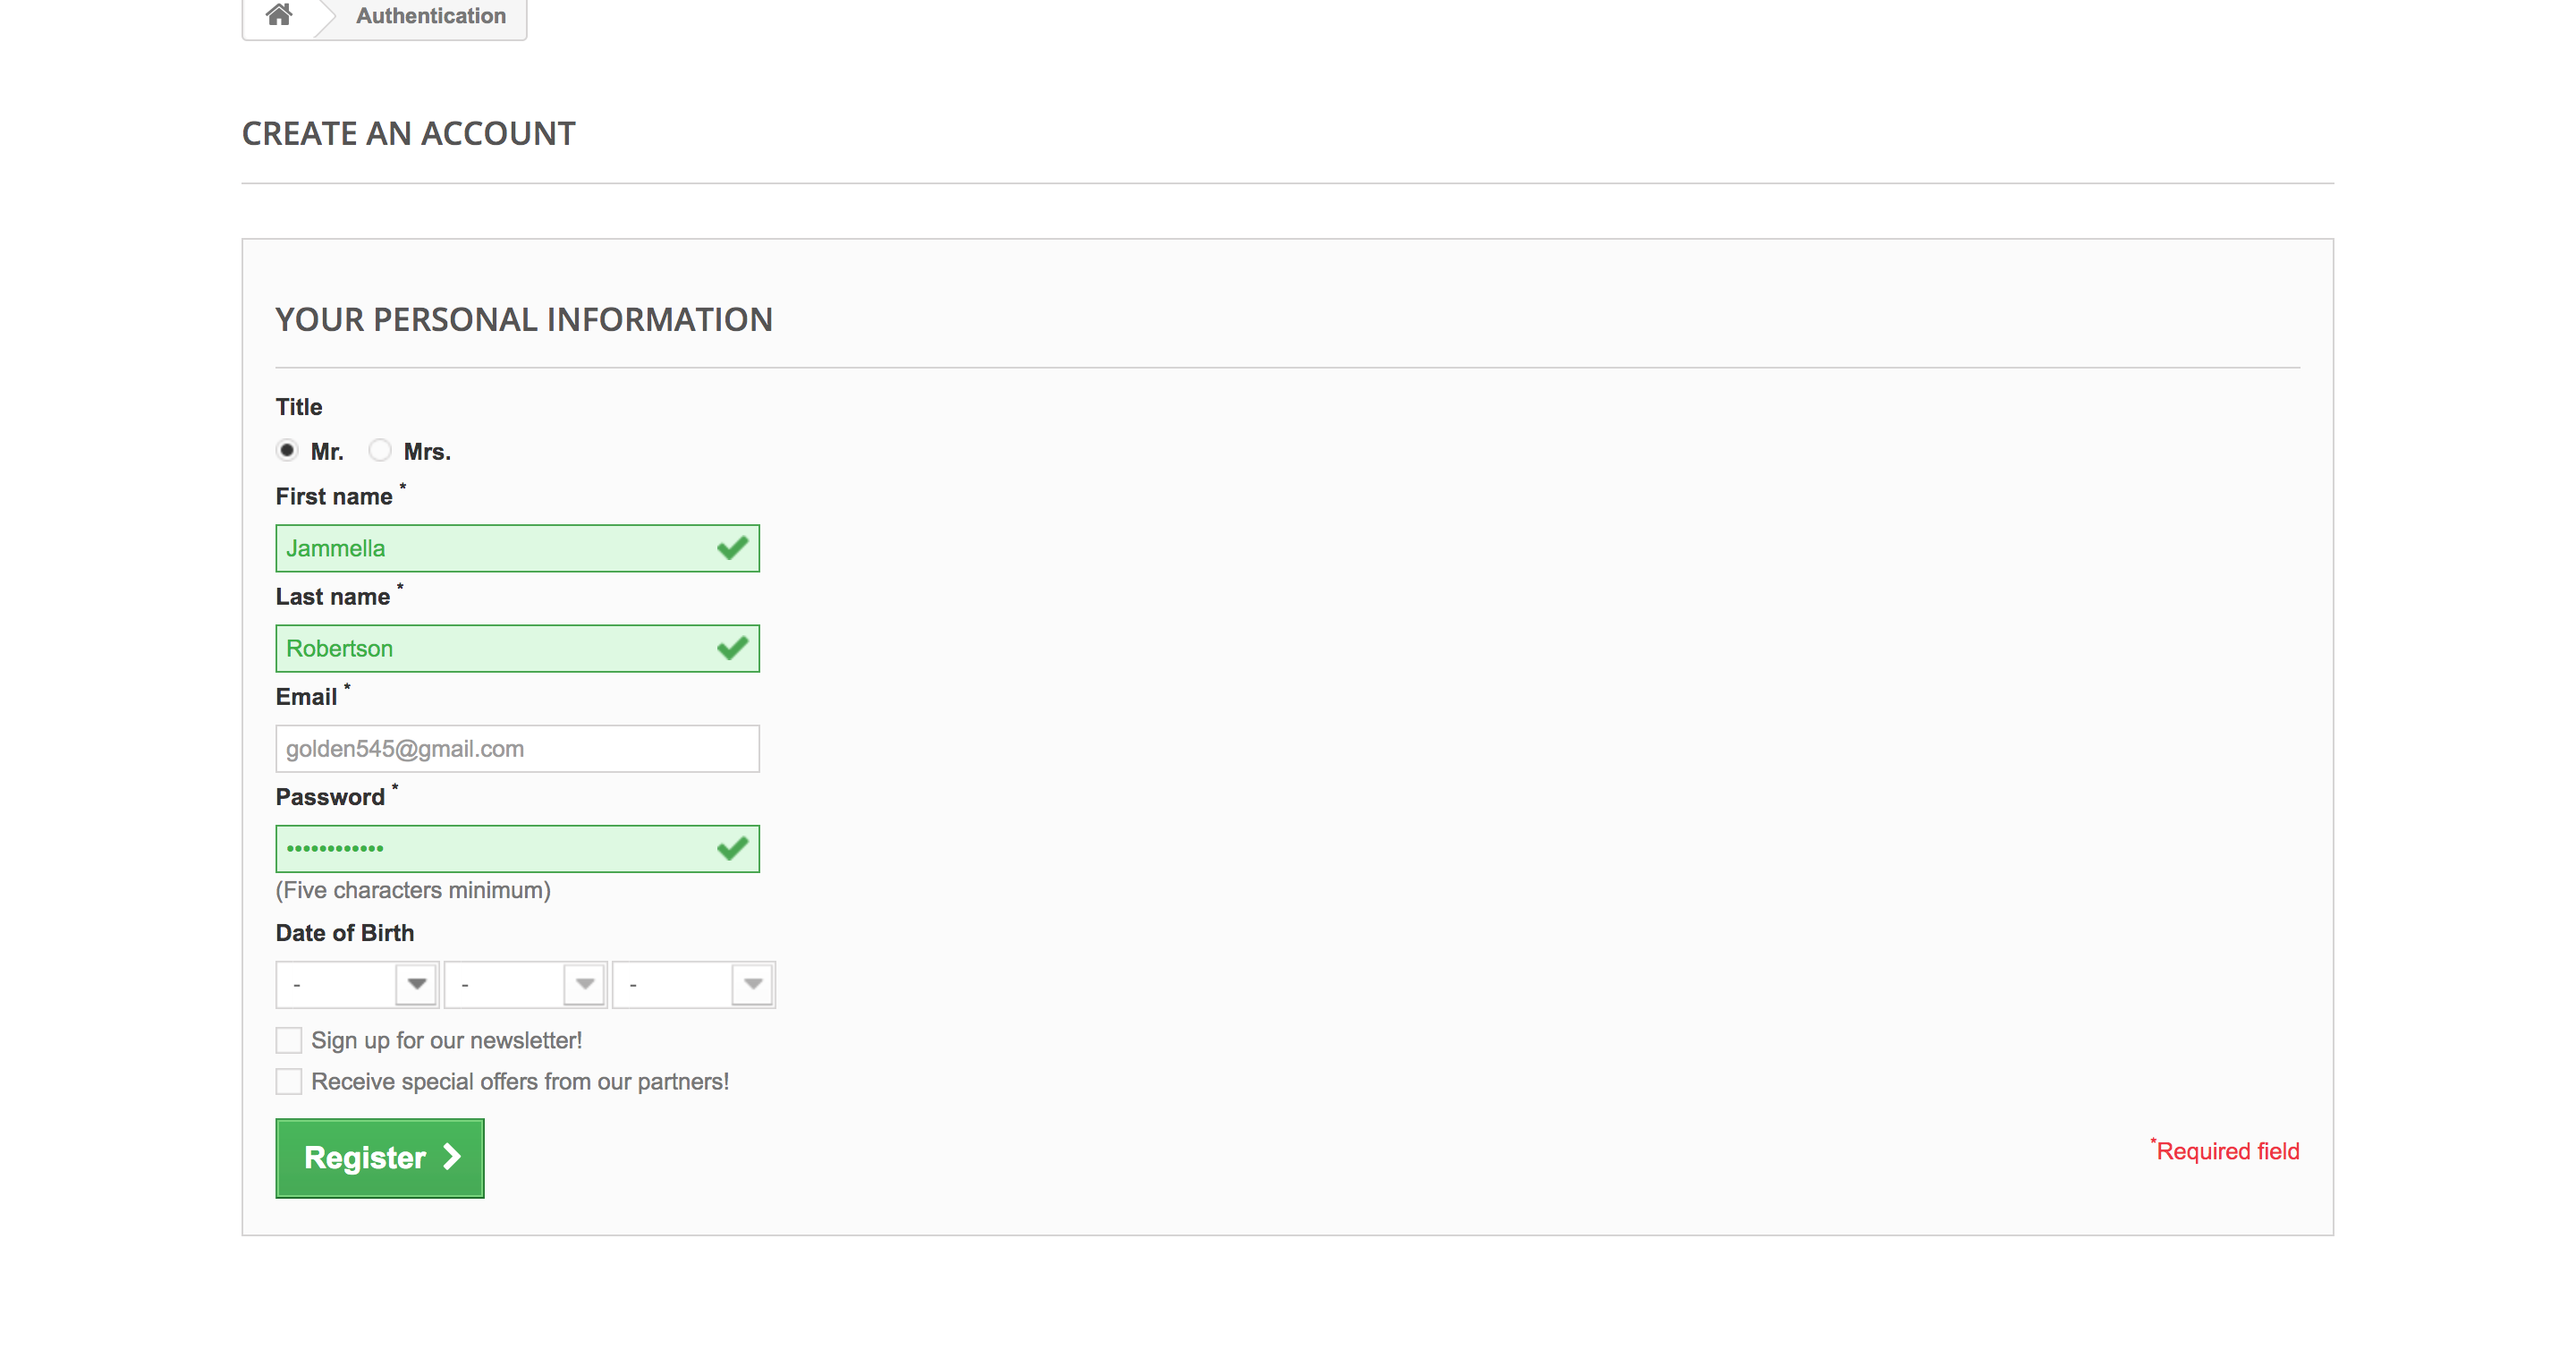 Authentication
CREATE AN ACCOUNT
YOUR PERSONAL INFORMATION
Title
Mr. Mrs.
First name *
Jammella
Last name *
Robertson
Email *
golden545@gmail.com
Password *
••••••••••••
(Five characters minimum)
Date of Birth
- - -
Sign up for our newsletter!
Receive special offers from our partners!
Register
*Required field